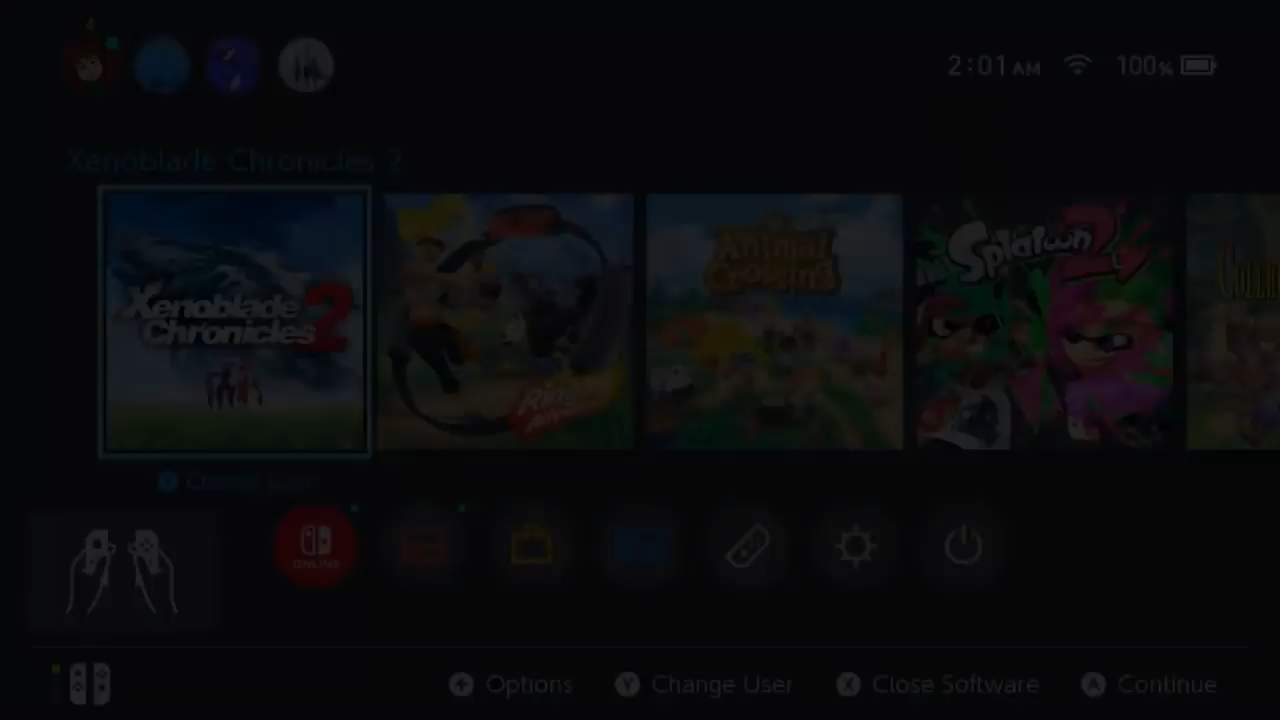 2:01 AM 100%
Xenoblade Chronicles 2
Xenoblade
Chronicles 2
Animal
Crossing
Splatoon 2
ONLINE
Options Change User Close Software Continue